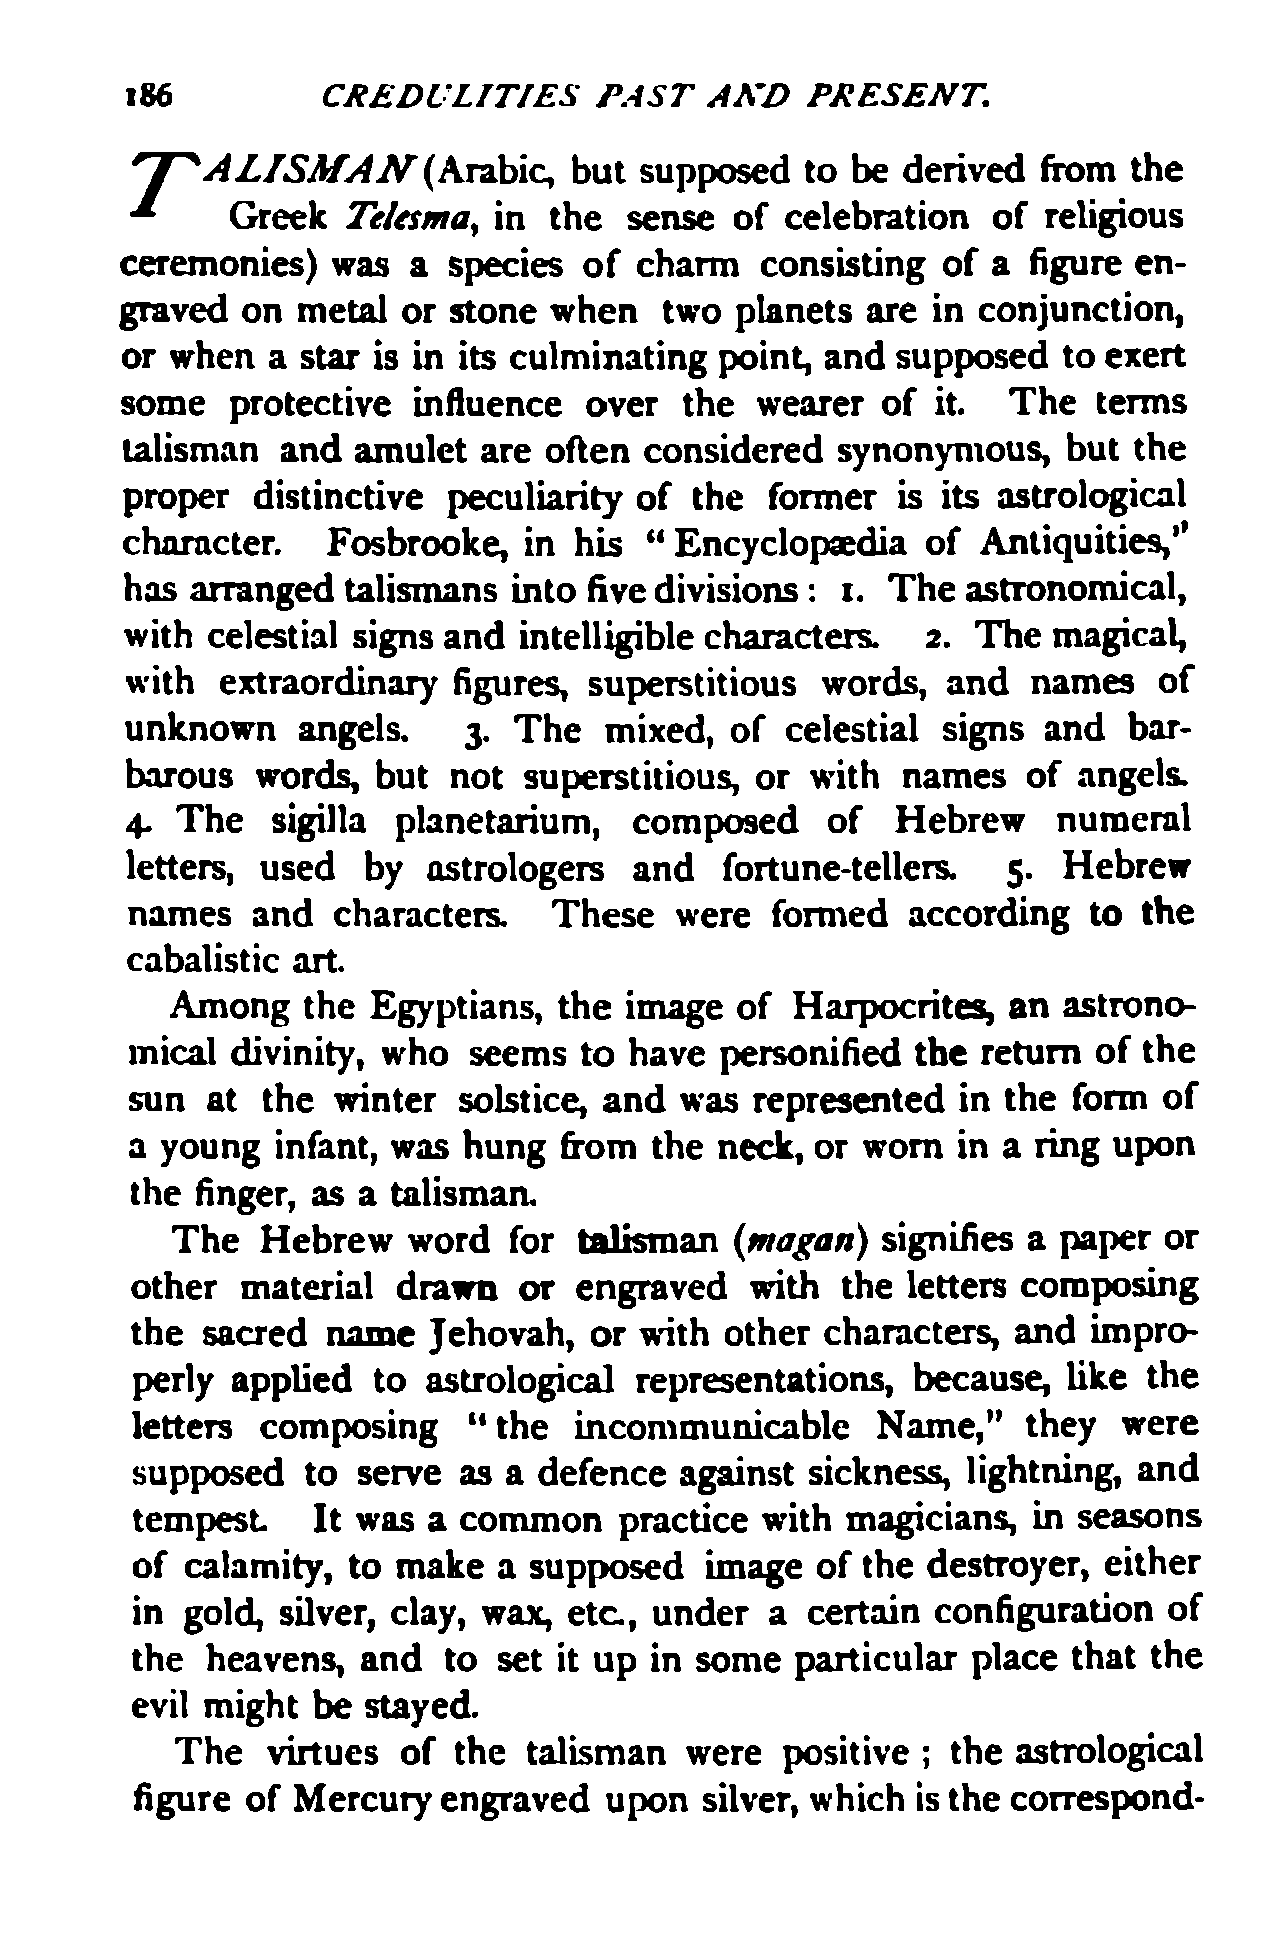 186 CREDULITIES PAST AND PRESENT.
TALISMAN (Arabic, but supposed to be derived from the
Greek Telesma, in the sense of celebration of religious
ceremonies) was a species of charm consisting of a figure en-
graved on metal or stone when two planets are in conjunction,
or when a star is in its culminating point, and supposed to exert
some protective influence over the wearer of it. The terms
talisman and amulet are often considered synonymous, but the
proper distinctive peculiarity of the former is its astrological
character. Fosbrooke, in his “Encyclopædia of Antiquities,”
has arranged talismans into five divisions : 1. The astronomical,
with celestial signs and intelligible characters. 2. The magical,
with extraordinary figures, superstitious words, and names of
unknown angels. 3. The mixed, of celestial signs and bar-
barous words, but not superstitious, or with names of angels.
4. The sigilla planetarium, composed of Hebrew numeral
letters, used by astrologers and fortune-tellers. 5. Hebrew
names and characters. These were formed according to the
cabalistic art.
Among the Egyptians, the image of Harpocrites, an astrono-
mical divinity, who seems to have personified the return of the
sun at the winter solstice, and was represented in the form of
a young infant, was hung from the neck, or worn in a ring upon
the finger, as a talisman.
The Hebrew word for talisman (magan) signifies a paper or
other material drawn or engraved with the letters composing
the sacred name Jehovah, or with other characters, and impro-
perly applied to astrological representations, because, like the
letters composing “the incommunicable Name,” they were
supposed to serve as a defence against sickness, lightning, and
tempest. It was a common practice with magicians, in seasons
of calamity, to make a supposed image of the destroyer, either
in gold, silver, clay, wax, etc., under a certain configuration of
the heavens, and to set it up in some particular place that the
evil might be stayed.
The virtues of the talisman were positive ; the astrological
figure of Mercury engraved upon silver, which is the correspond-